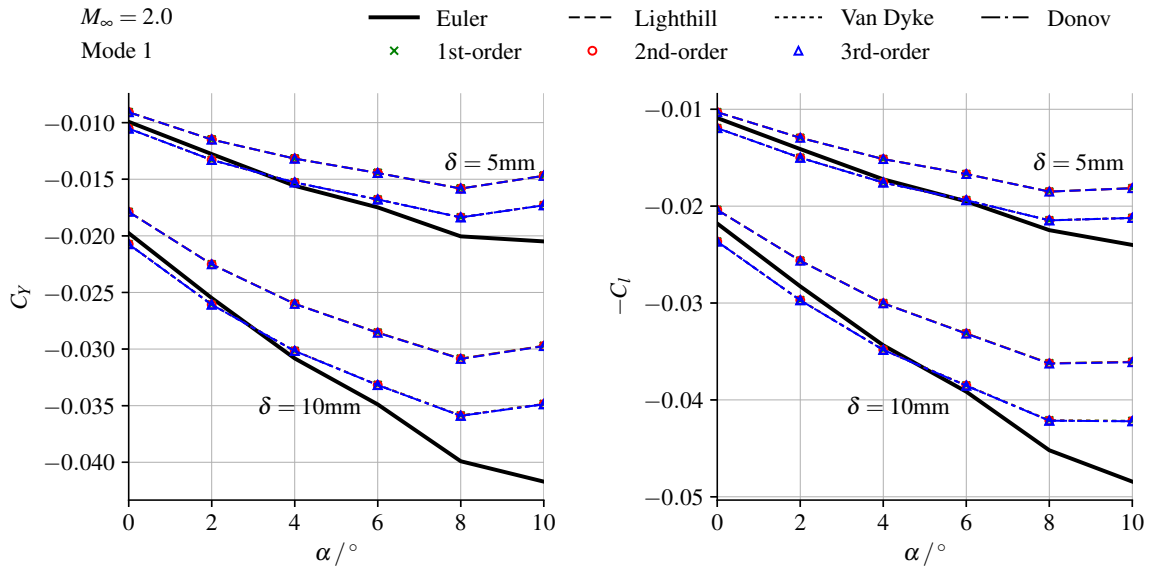 M∞ = 2.0
Mode 1
Euler
Lighthill
Van Dyke
Donov
1st-order
2nd-order
3rd-order
−0.010
−0.015
−0.020
−0.025
−0.030
−0.035
−0.040
C_Y
δ = 5mm
δ = 10mm
0 2 4 6 8 10
α/°
−0.01
−0.02
−0.03
−0.04
−0.05
−C_l
δ = 5mm
δ = 10mm
0 2 4 6 8 10
α/°